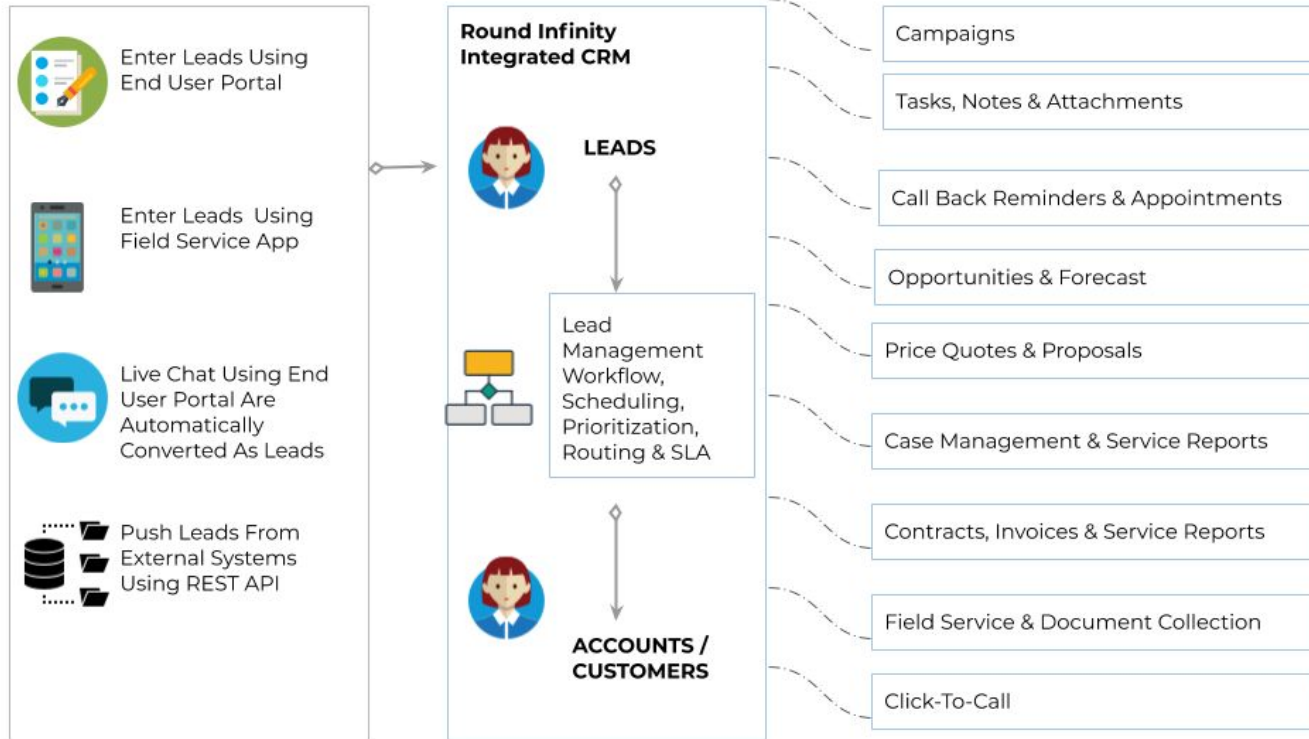 Enter Leads Using
End User Portal
Enter Leads Using
Field Service App
Live Chat Using End
User Portal Are
Automatically
Converted As Leads
Push Leads From
External Systems
Using REST API
Round Infinity
Integrated CRM
LEADS
Lead
Management
Workflow,
Scheduling,
Prioritization,
Routing & SLA
ACCOUNTS /
CUSTOMERS
Campaigns
Tasks, Notes & Attachments
Call Back Reminders & Appointments
Opportunities & Forecast
Price Quotes & Proposals
Case Management & Service Reports
Contracts, Invoices & Service Reports
Field Service & Document Collection
Click-To-Call